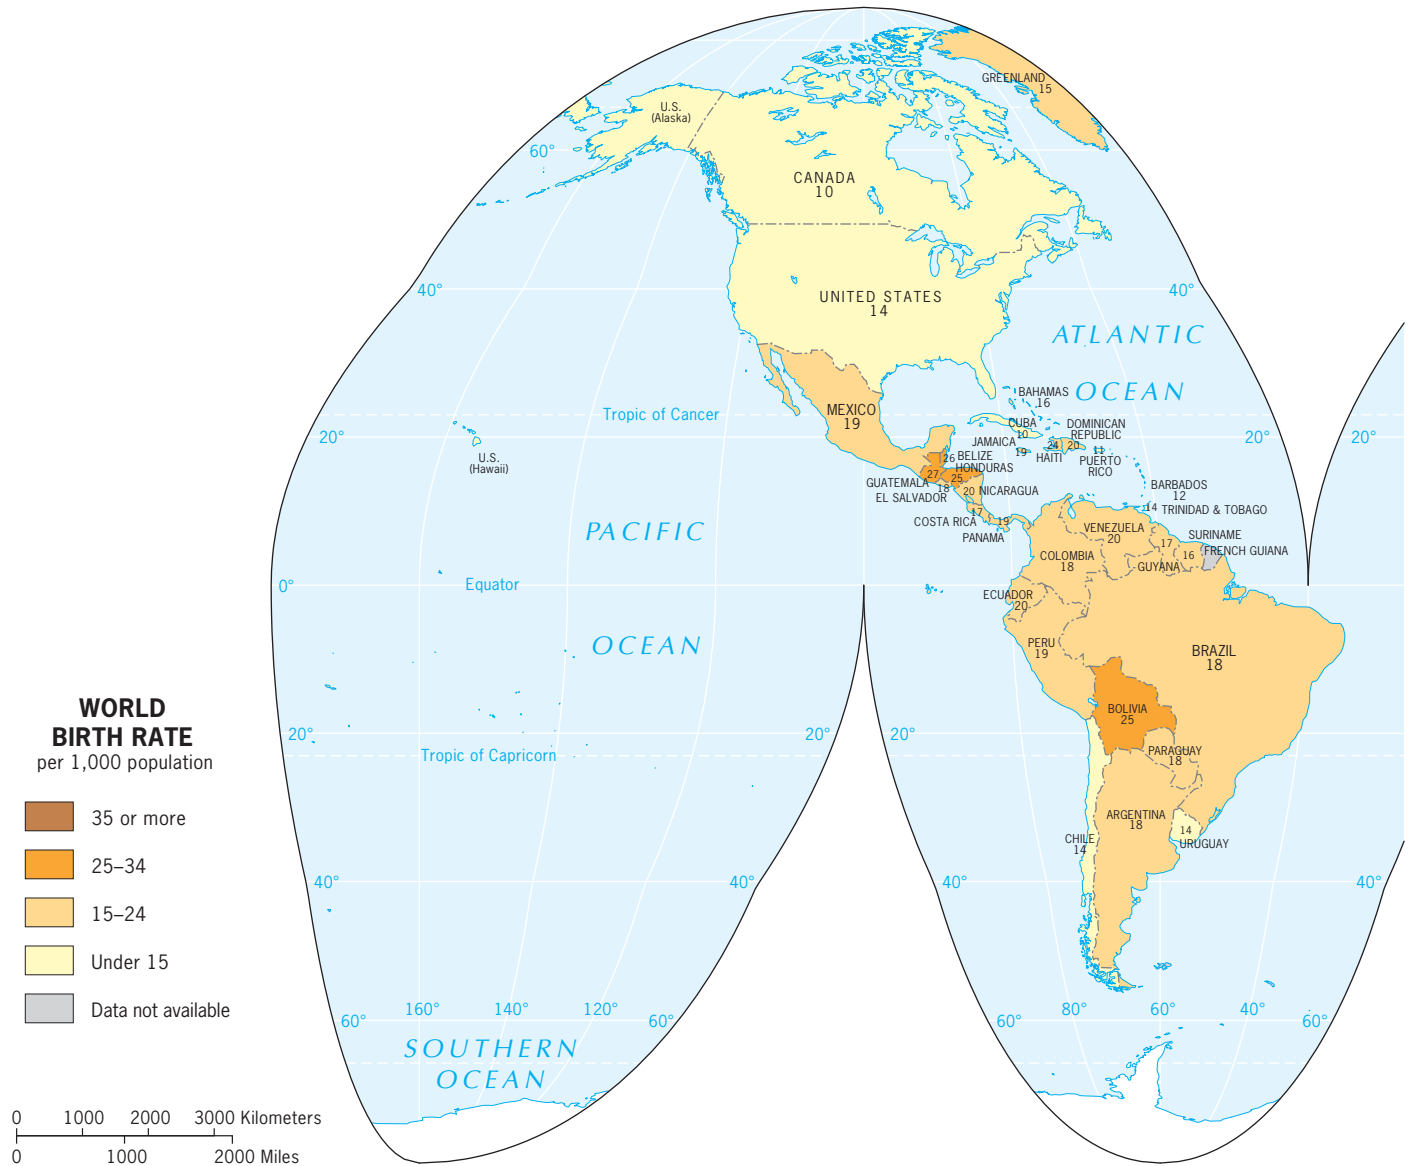 GREENLAND
15
U.S.
(Alaska)
60°
CANADA
10
40°
UNITED STATES
14
40°
ATLANTIC
OCEAN
BAHAMAS
16
Tropic of Cancer
MEXICO
19
CUBA
10
DOMINICAN
REPUBLIC
20
20°
20°
20°
U.S.
(Hawaii)
JAMAICA
19
24
HAITI
11
PUERTO
RICO
26 BELIZE
HONDURAS
25
27
GUATEMALA
18
EL SALVADOR
20 NICARAGUA
BARBADOS
12
14 TRINIDAD & TOBAGO
17
COSTA RICA
19
PANAMA
PACIFIC
OCEAN
VENEZUELA
20
SURINAME
17
16
FRENCH GUIANA
GUYANA
COLOMBIA
18
0°
Equator
ECUADOR
20
PERU
19
BRAZIL
18
BOLIVIA
25
20°
20°
20°
Tropic of Capricorn
PARAGUAY
18
ARGENTINA
18
CHILE
14
14
URUGUAY
40°
40°
40°
40°
WORLD
BIRTH RATE
per 1,000 population
35 or more
25–34
15–24
Under 15
Data not available
60°
160°
140°
120°
60°
60°
80°
60°
40°
60°
SOUTHERN
OCEAN
0 1000 2000 3000 Kilometers
0 1000 2000 Miles